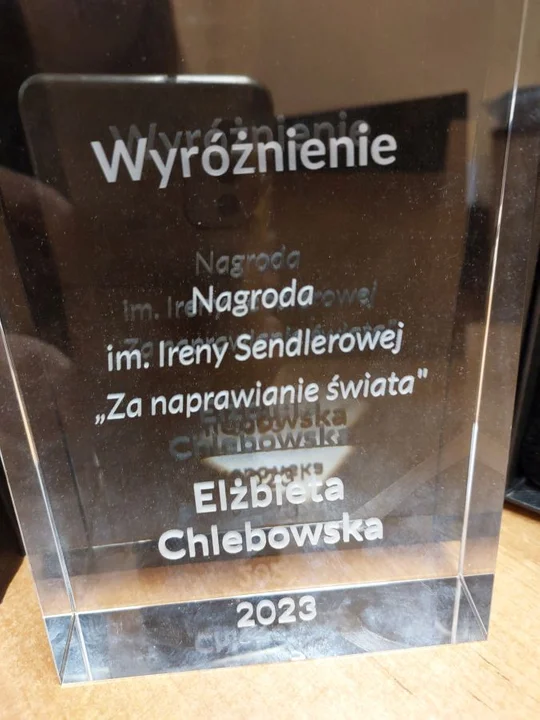 Wyróżnienie
Nagroda
im. Ireny Sendlerowej
„Za naprawianie świata"
Elżbieta
Chlebowska
2023